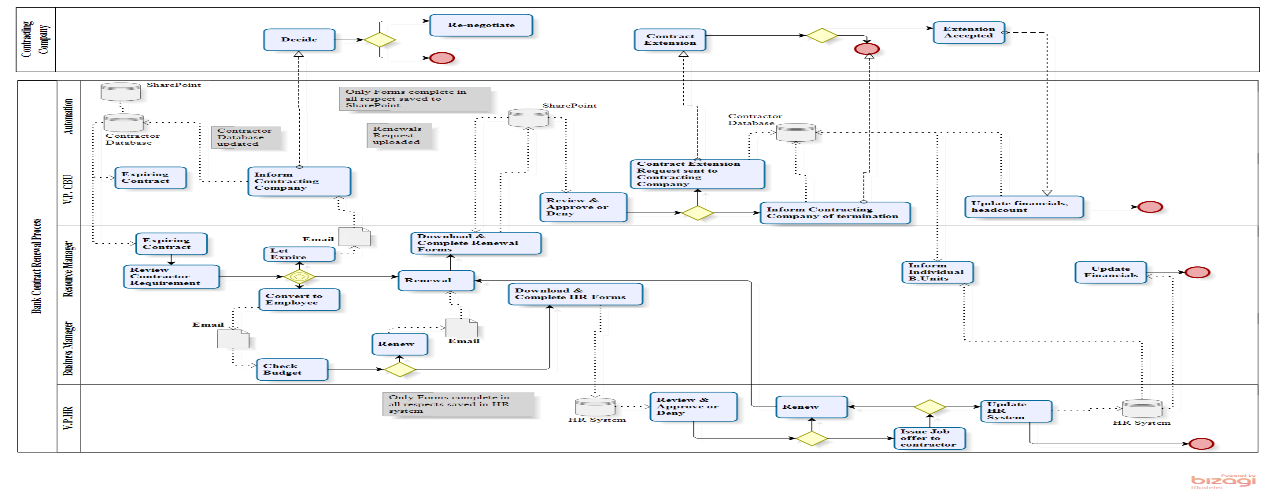 Contracting
Company
Decide
Re-negotiate
Contract
Extension
Extension
Accepted
Bank Contract Renewal Process
Automation
SharePoint
Contractor
Database
Contractor
Database
updated
Only Forms complete in
all respect saved to
SharePoint
Renewals
Request
uploaded
SharePoint
Contractor
Database
V.P. CBU
Expiring
Contract
Inform
Contracting
Company
Review &
Approve or
Deny
Contract Extension
Request sent to
Contracting
Company
Inform Contracting
Company of termination
Update financials,
headcount
Resource Manager
Expiring
Contract
Review
Contractor
Requirement
Let
Expire
Email
Convert to
Employee
Download &
Complete Renewal
Forms
Renewal
Download &
Complete HR Forms
Inform
Individual
B.Units
Update
Financials
Business Manager
Email
Check
Budget
Renew
Email
V.P.HR
Only Forms complete in
all respects saved in HR
system
HR System
Review &
Approve or
Deny
Renew
Issue Job
offer to
contractor
Update
HR
System
HR System
Powered by
bizagi
Modeler